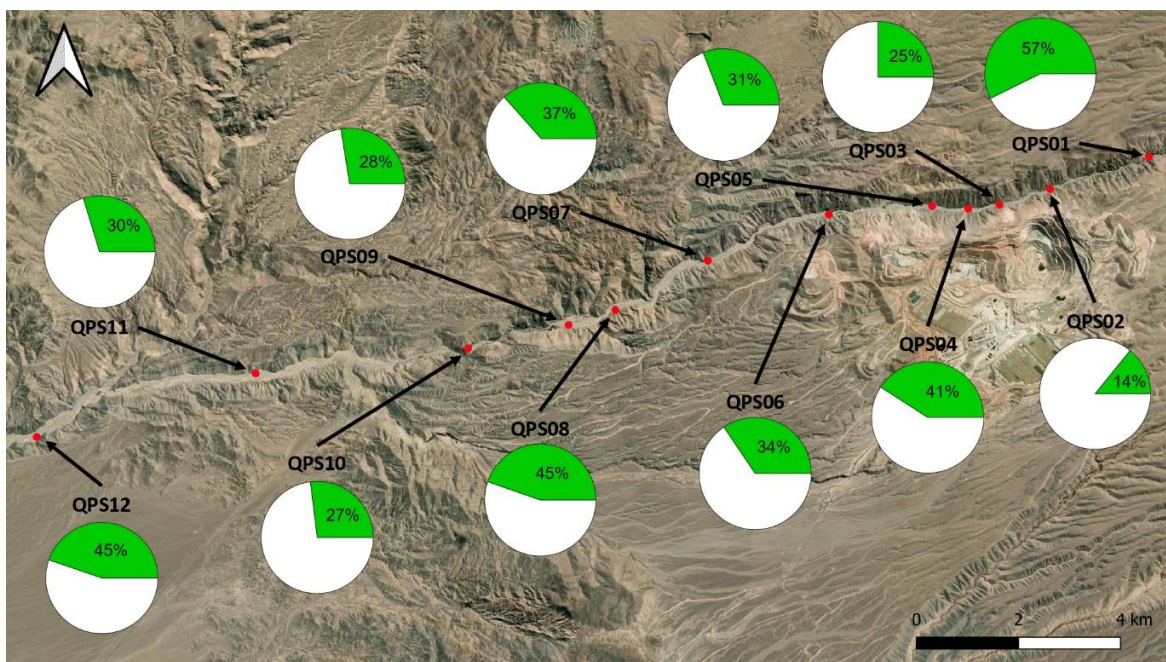 25%
57%
31%
37%
QPS01
QPS03
28%
QPS05
QPS07
30%
QPS09
QPS11
QPS02
QPS04
14%
41%
QPS06
QPS08
34%
QPS10
45%
QPS12
27%
45%
0 2 4 km